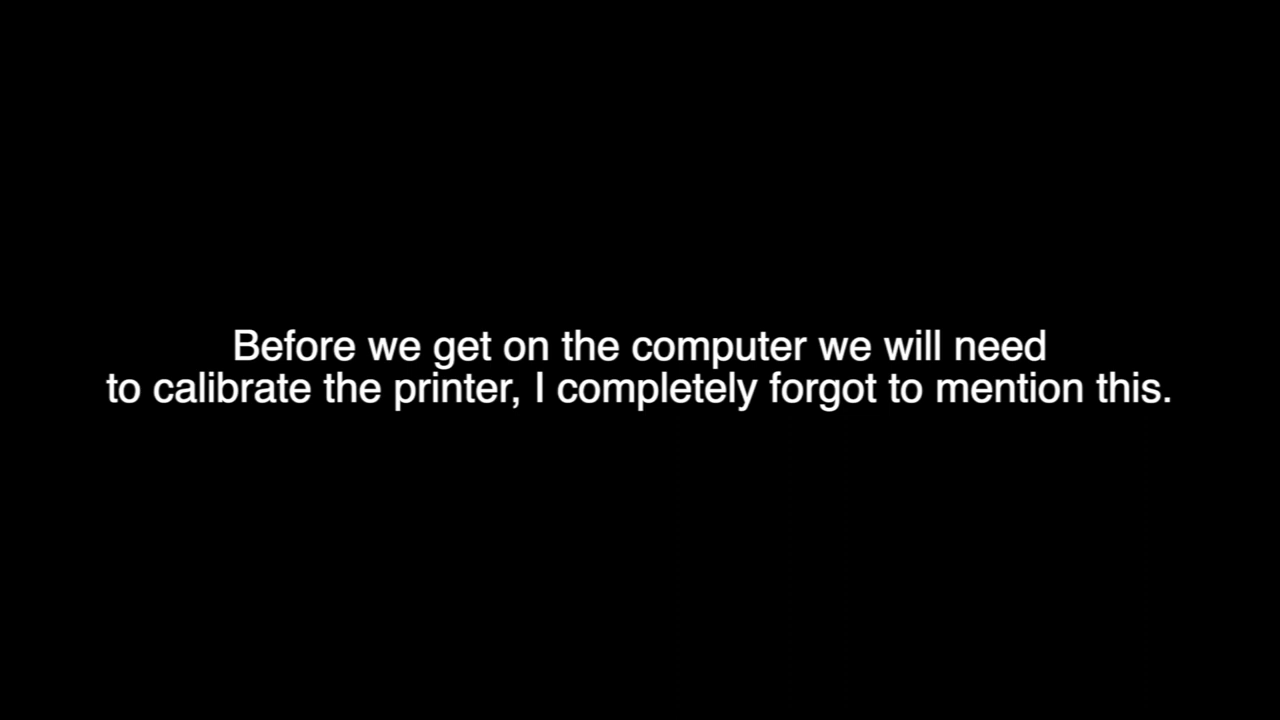 Before we get on the computer we will need
to calibrate the printer, I completely forgot to mention this.